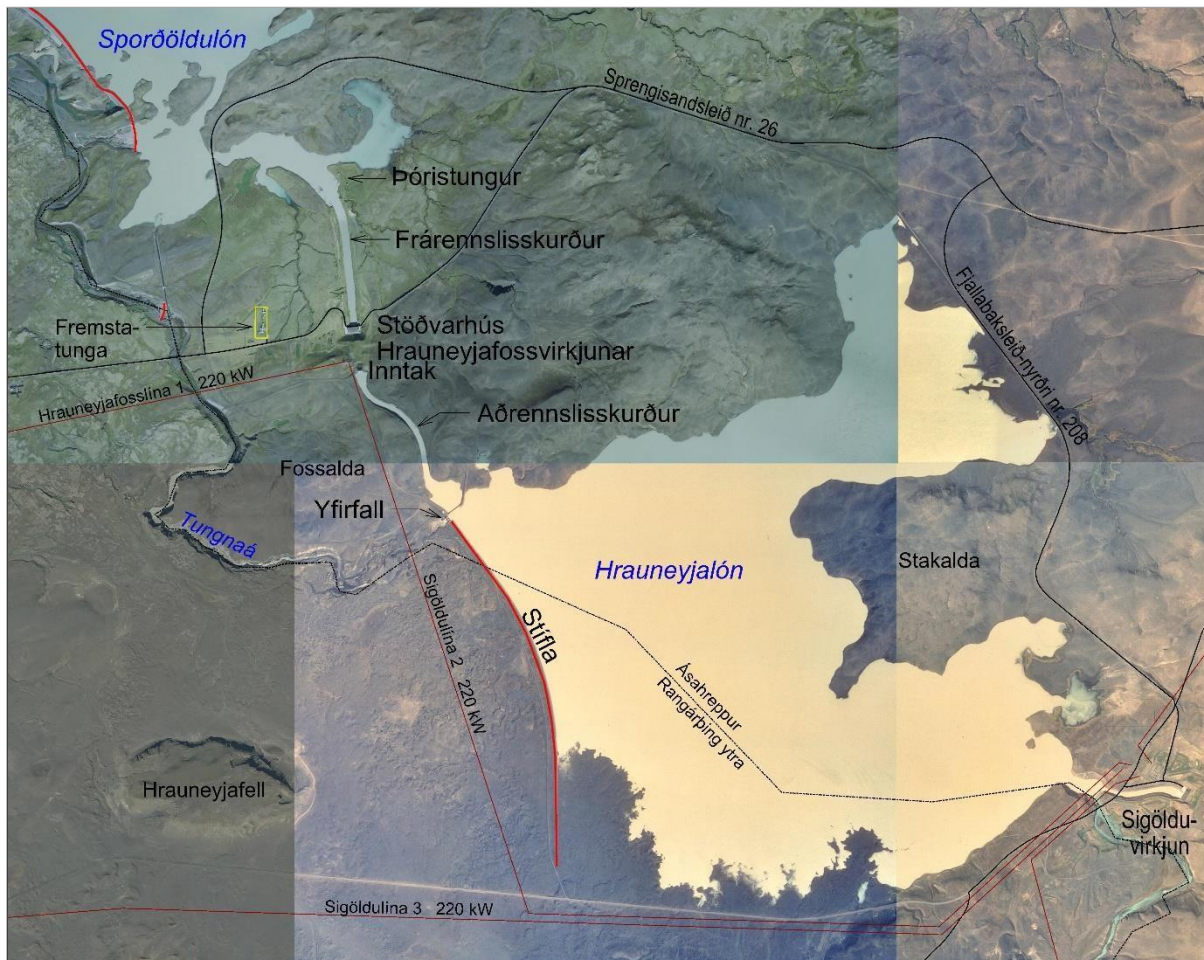 Sporðöldulón
Sprengisandsleið nr. 26
Þóristungur
Frárennslisskurður
Fjallabaksleið-nyrðri nr. 208
Fremsta-
tunga
Stöðvarhús
Hrauneyjafossvirkjunar
Inntak
Hrauneyjafosslína 1 220 kW
Aðrennslisskurður
Fossalda
Yfirfall
Tungnaá
Hrauneyjalón
Stakalda
Sigöldulína 2 220 kW
Stífla
Ásahreppur
Rangárþing ytra
Hrauneyjafell
Sigöldu-
virkjun
Sigöldulína 3 220 kW